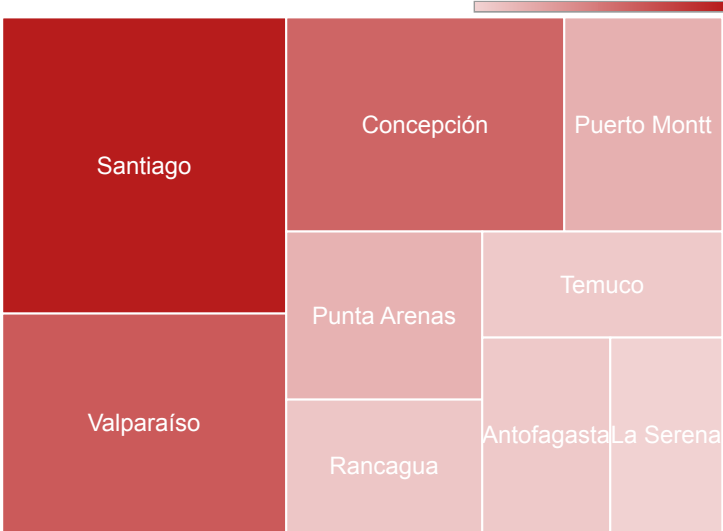 Santiago
Concepción
Puerto Montt
Valparaíso
Punta Arenas
Temuco
Rancagua
Antofagasta
La Serena